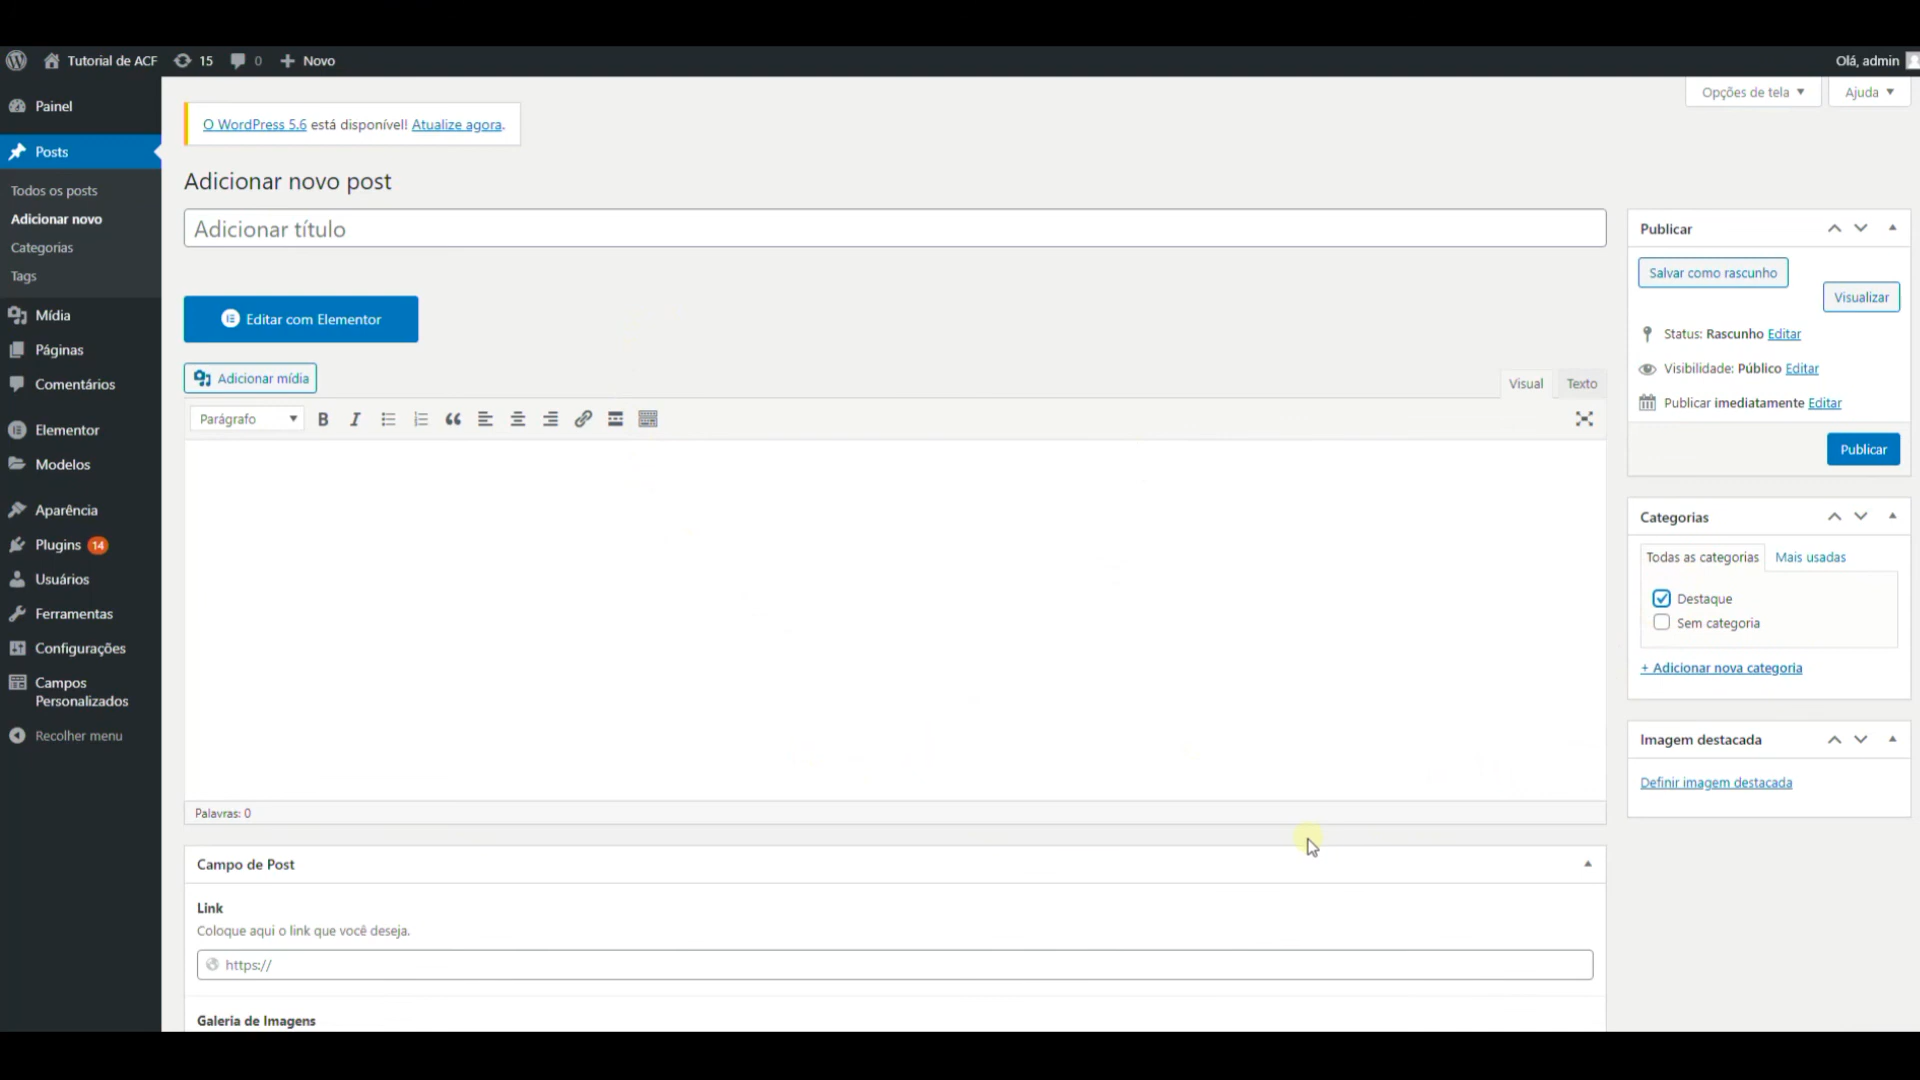 Tutorial de ACF 15 0 Novo Olá, admin
Painel
Posts
Todos os posts
Adicionar novo
Categorias
Tags
Mídia
Páginas
Comentários
Elementor
Modelos
Aparência
Plugins 14
Usuários
Ferramentas
Configurações
Campos
Personalizados
Recolher menu
Opções de tela Ajuda
O WordPress 5.6 está disponível! Atualize agora.
Adicionar novo post
Adicionar título
Editar com Elementor
Adicionar mídia
Visual Texto
Parágrafo B I
Palavras: 0
Campo de Post
Link
Coloque aqui o link que você deseja.
https://
Galeria de Imagens
Publicar
Salvar como rascunho
Visualizar
Status: Rascunho Editar
Visibilidade: Público Editar
Publicar imediatamente Editar
Publicar
Categorias
Todas as categorias Mais usadas
Destaque
Sem categoria
+ Adicionar nova categoria
Imagem destacada
Definir imagem destacada